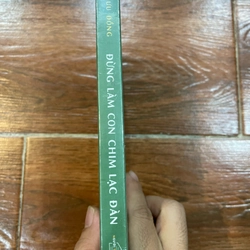 ĐỪNG LÀM CON CHIM LẠC ĐÀN